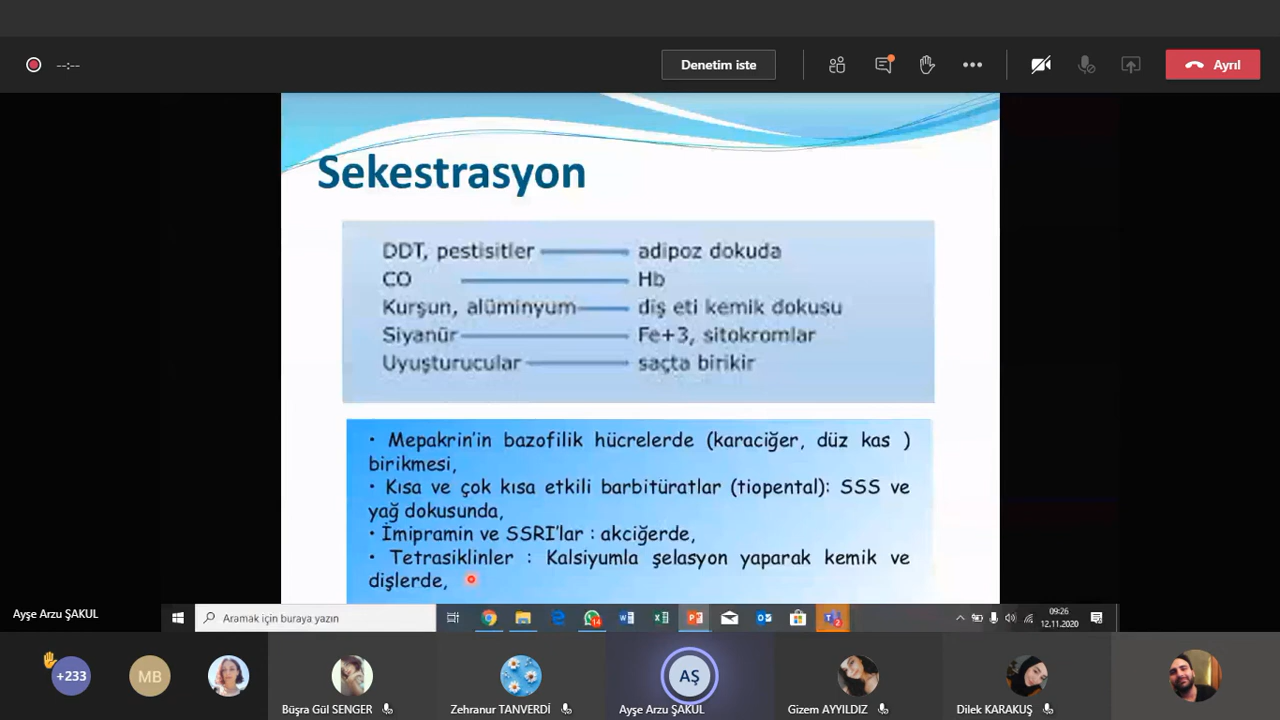 --:--
Denetim iste
Ayrıl
Sekestrasyon
DDT, pestisitler adipoz dokuda
CO Hb
Kurşun, alüminyum diş eti kemik dokusu
Siyanür Fe+3, sitokromlar
Uyuşturucular saçta birikir
• Mepakrin'in bazofilik hücrelerde (karaciğer, düz kas )
birikmesi,
• Kısa ve çok kısa etkili barbitüratlar (tiopental): SSS ve
yağ dokusunda,
• İmipramin ve SSRI'lar : akciğerde,
• Tetrasiklinler : Kalsiyumla şelasyon yaparak kemik ve
dişlerde,
Ayşe Arzu ŞAKUL
Aramak için buraya yazın
14
09:26
12.11.2020
+233
MB
AŞ
Büşra Gül SENGER
Zehranur TANVERDİ
Ayşe Arzu ŞAKUL
Gizem AYYILDIZ
Dilek KARAKUŞ